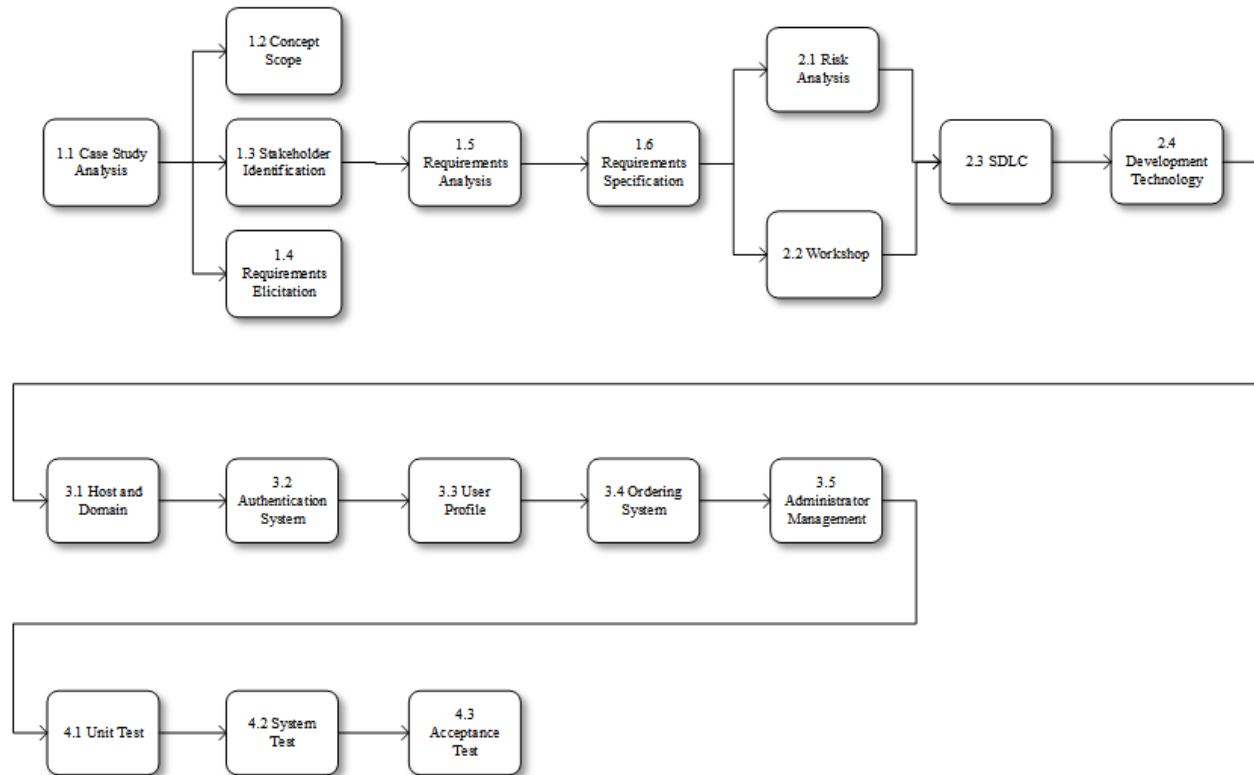 1.2 Concept
Scope
2.1 Risk
Analysis
1.1 Case Study
Analysis
1.3 Stakeholder
Identification
1.5
Requirements
Analysis
1.6
Requirements
Specification
2.3 SDLC
2.4
Development
Technology
1.4
Requirements
Elicitation
2.2 Workshop
3.1 Host and
Domain
3.2
Authentication
System
3.3 User
Profile
3.4 Ordering
System
3.5
Administrator
Management
4.1 Unit Test
4.2 System
Test
4.3
Acceptance
Test